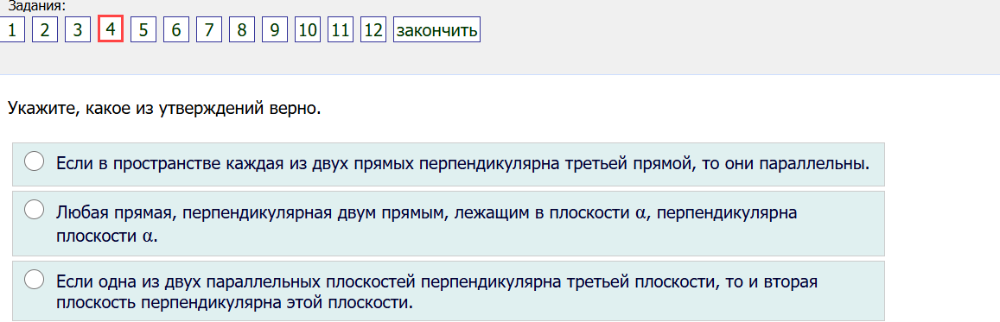 Задания:
1 2 3 4 5 6 7 8 9 10 11 12 закончить
Укажите, какое из утверждений верно.
Если в пространстве каждая из двух прямых перпендикулярна третьей прямой, то они параллельны.
Любая прямая, перпендикулярная двум прямым, лежащим в плоскости α, перпендикулярна
плоскости α.
Если одна из двух параллельных плоскостей перпендикулярна третьей плоскости, то и вторая
плоскость перпендикулярна этой плоскости.